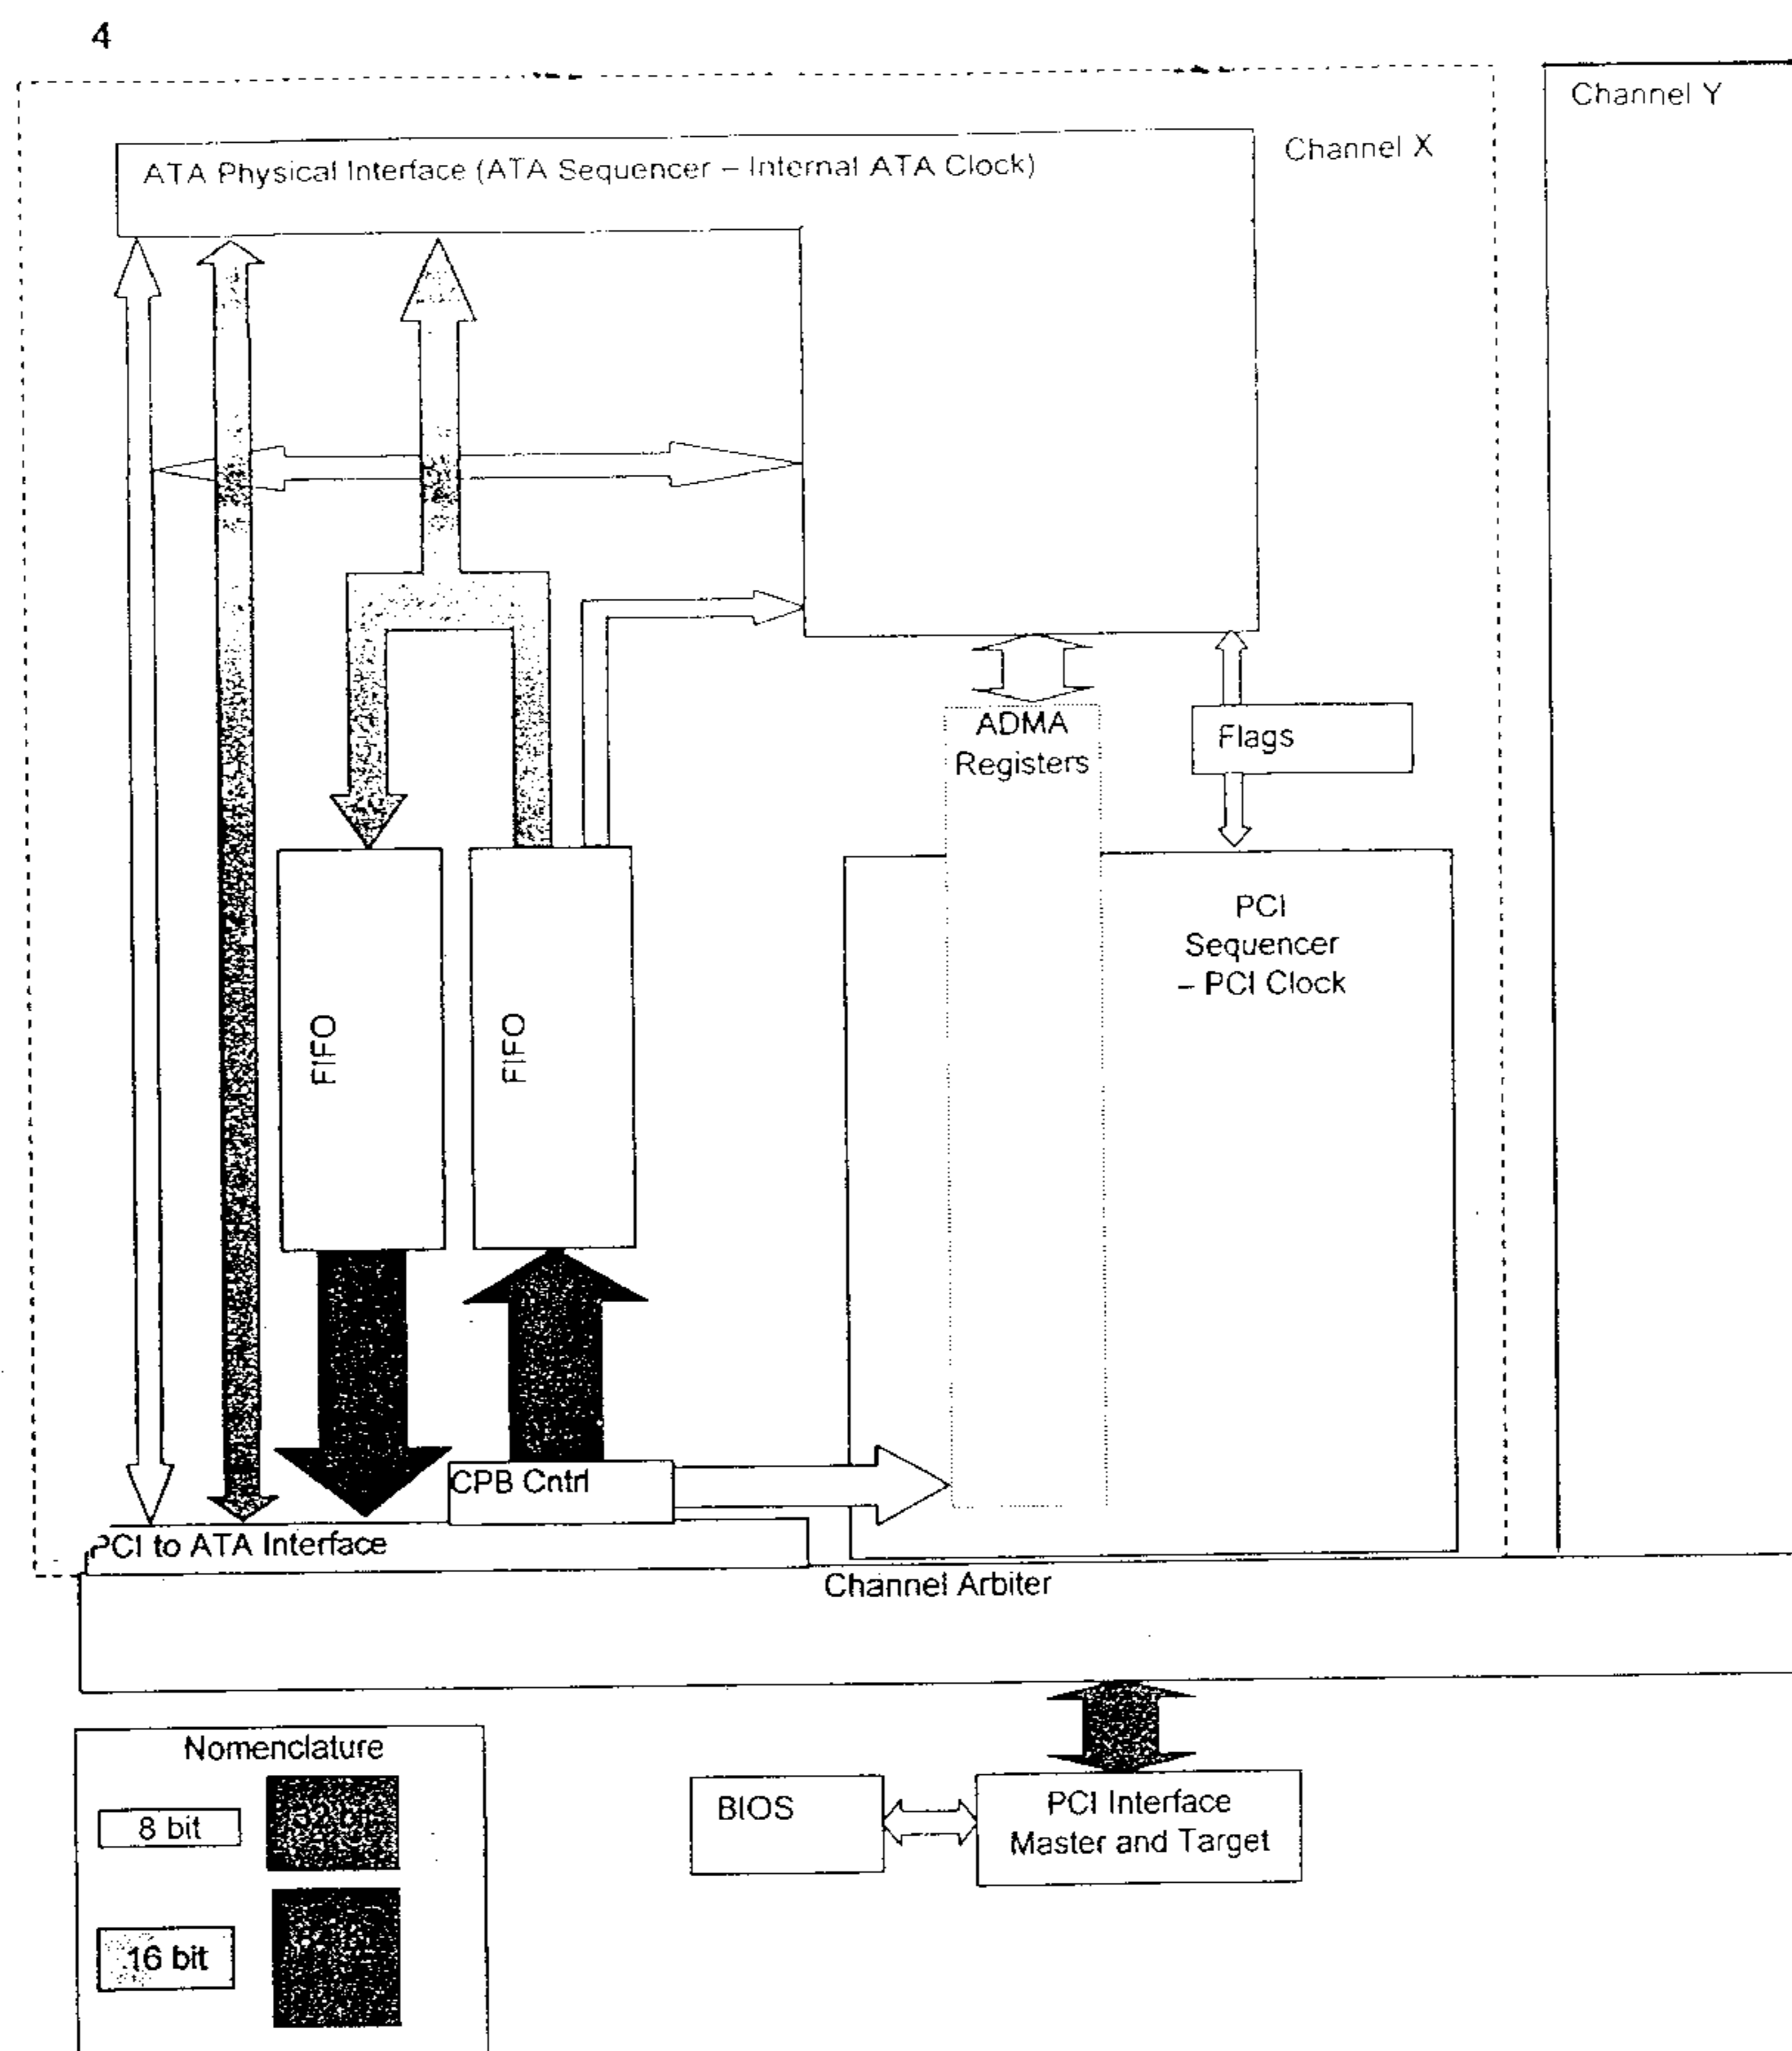 4
Channel Y
Channel X
ATA Physical Interface (ATA Sequencer – Internal ATA Clock)
ADMA
Registers
Flags
PCI
Sequencer
– PCI Clock
FIFO
FIFO
CPB Cntrl
PCI to ATA Interface
Channel Arbiter
Nomenclature
8 bit
32 bit
16 bit
BIOS
PCI Interface
Master and Target